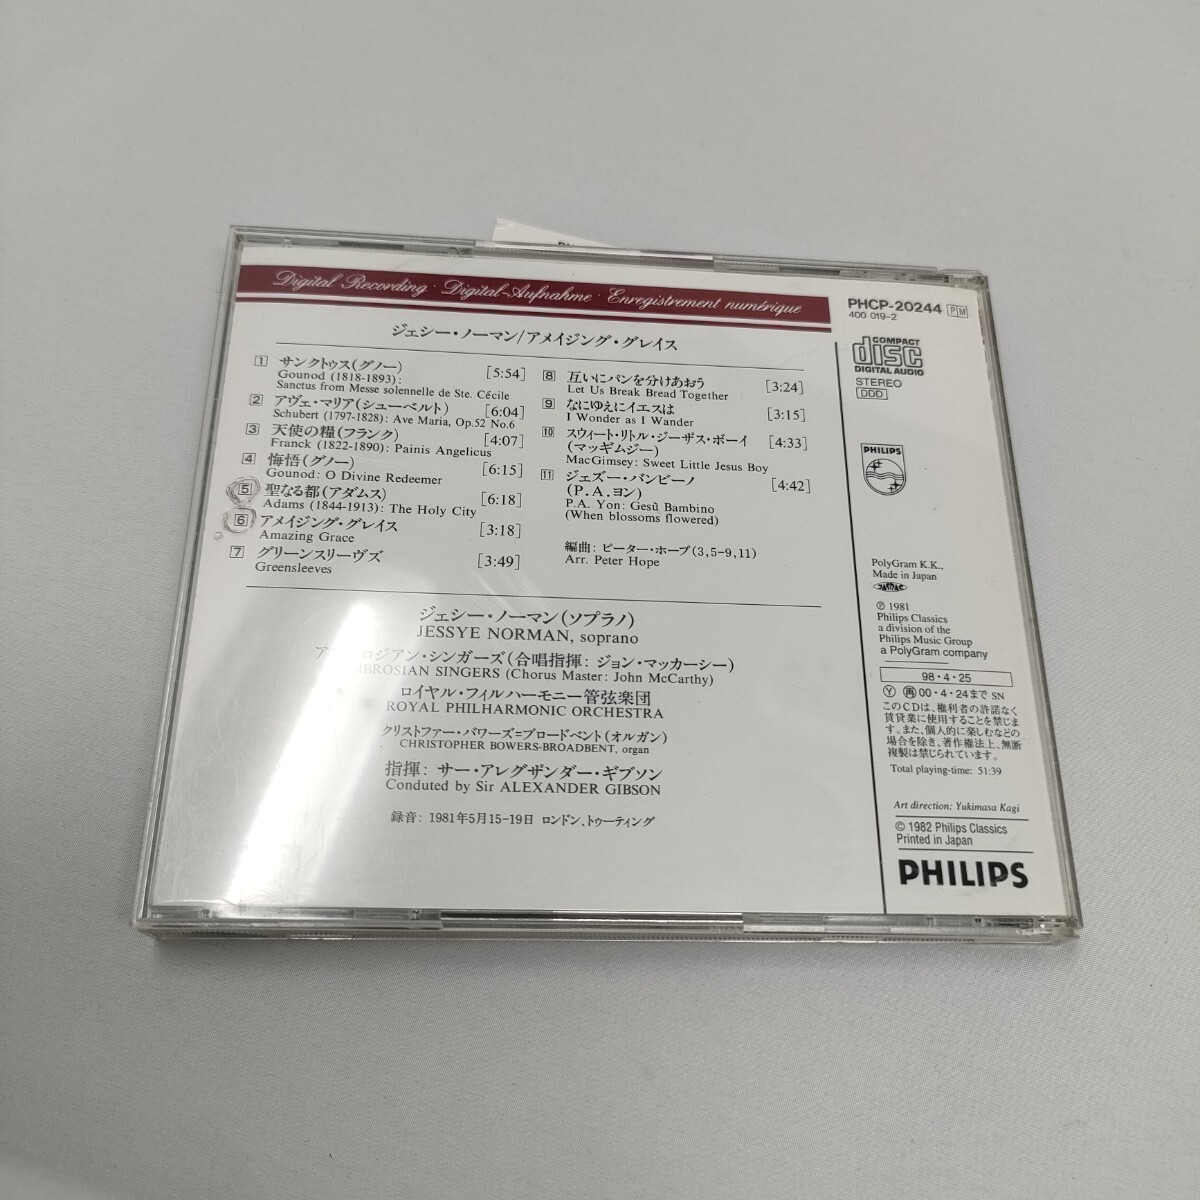 Digital Recording · Digital-Aufnahme · Enregistrement numérique
ジェシー・ノーマン/アメイジング・グレイス
1 サンクトゥス(グノー) [5:54]
Gounod (1818-1893):
Sanctus from Messe solennelle de Ste. Cécile
2 アヴェ・マリア(シューベルト) [6:04]
Schubert (1797-1828): Ave Maria, Op.52 No.6
3 天使の糧(フランク) [4:07]
Franck (1822-1890): Painis Angelicus
4 悔悟(グノー) [6:15]
Gounod: O Divine Redeemer
5 聖なる都(アダムス) [6:18]
Adams (1844-1913): The Holy City
6 アメイジング・グレイス [3:18]
Amazing Grace
7 グリーンスリーヴズ [3:49]
Greensleeves
8 互いにパンを分けあおう [3:24]
Let Us Break Bread Together
9 なにゆえにイエスは [3:15]
I Wonder as I Wander
10 スウィート・リトル・ジーザス・ボーイ [4:33]
(マッギムジー)
MacGimsey: Sweet Little Jesus Boy
11 ジェズー・バンビーノ [4:42]
(P.A.ヨン)
P.A. Yon: Gesû Bambino
(When blossoms flowered)
編曲: ピーター・ホープ(3,5-9,11)
Arr. Peter Hope
ジェシー・ノーマン(ソプラノ)
JESSYE NORMAN, soprano
ロジアン・シンガーズ(合唱指揮: ジョン・マッカーシー)
BROSIAN SINGERS (Chorus Master: John McCarthy)
ロイヤル・フィルハーモニー管弦楽団
ROYAL PHILHARMONIC ORCHESTRA
クリストファー・バワーズ=ブロードベント(オルガン)
CHRISTOPHER BOWERS-BROADBENT, organ
指揮: サー・アレグザンダー・ギブソン
Conduted by Sir ALEXANDER GIBSON
録音: 1981年5月15-19日 ロンドン、トゥーティング
PHCP-20244 PM
400 019-2
COMPACT
disc
DIGITAL AUDIO
STEREO
DDD
PHILIPS
PolyGram K.K.,
Made in Japan
℗ 1981
Philips Classics
a division of the
Philips Music Group
a PolyGram company
98・4・25
Ⓨ 再 00・4・24まで SN
このCDは、権利者の許諾なく
賃貸業に使用することを禁じま
す。また、個人的に楽しむなどの
場合を除き、著作権法上、無断
複製は禁じられています。
Total playing-time: 51:39
Art direction: Yukimasa Kagi
© 1982 Philips Classics
Printed in Japan
PHILIPS